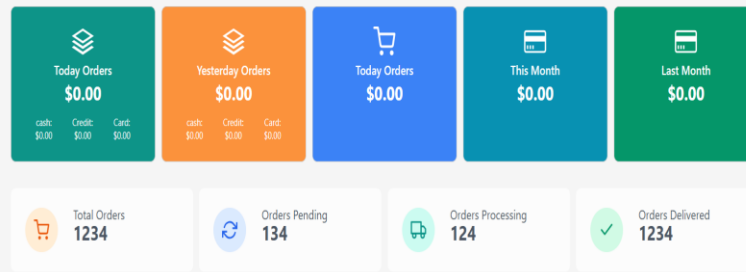 Today Orders
$0.00
cash: Credit: Card:
$0.00 $0.00 $0.00
Yesterday Orders
$0.00
cash: Credit: Card:
$0.00 $0.00 $0.00
Today Orders
$0.00
This Month
$0.00
Last Month
$0.00
Total Orders
1234
Orders Pending
134
Orders Processing
124
Orders Delivered
1234